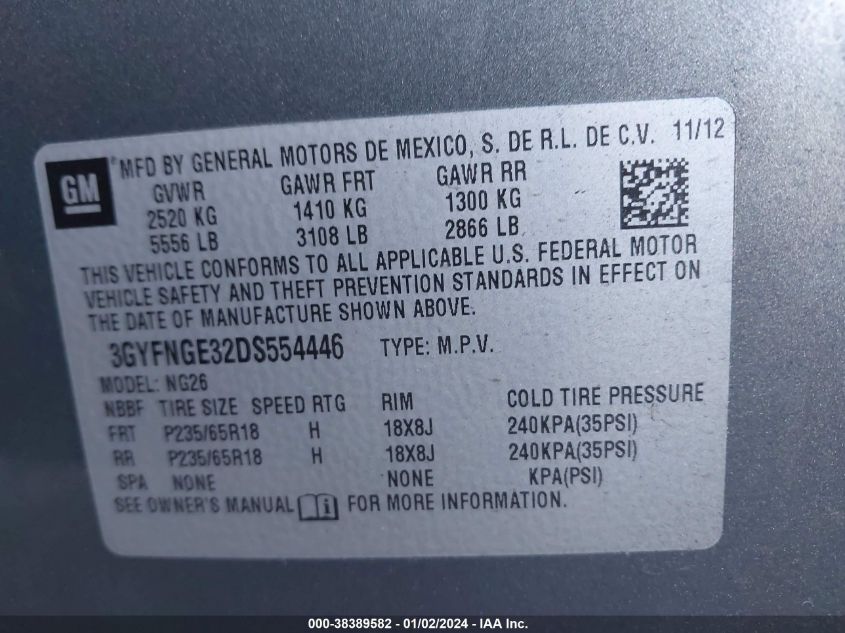 GM ® MFD BY GENERAL MOTORS DE MEXICO, S. DE R.L. DE C.V. 11/12
GVWR GAWR FRT GAWR RR
2520 KG 1410 KG 1300 KG
5556 LB 3108 LB 2866 LB
THIS VEHICLE CONFORMS TO ALL APPLICABLE U.S. FEDERAL MOTOR
VEHICLE SAFETY AND THEFT PREVENTION STANDARDS IN EFFECT ON
THE DATE OF MANUFACTURE SHOWN ABOVE.
3GYFNGE32DS554446 TYPE: M.P.V.
MODEL: NG26
NBBF TIRE SIZE SPEED RTG RIM COLD TIRE PRESSURE
FRT P235/65R18 H 18X8J 240KPA(35PSI)
RR P235/65R18 H 18X8J 240KPA(35PSI)
SPA NONE NONE KPA(PSI)
SEE OWNER'S MANUAL i FOR MORE INFORMATION.
000-38389582 - 01/02/2024 - IAA Inc.